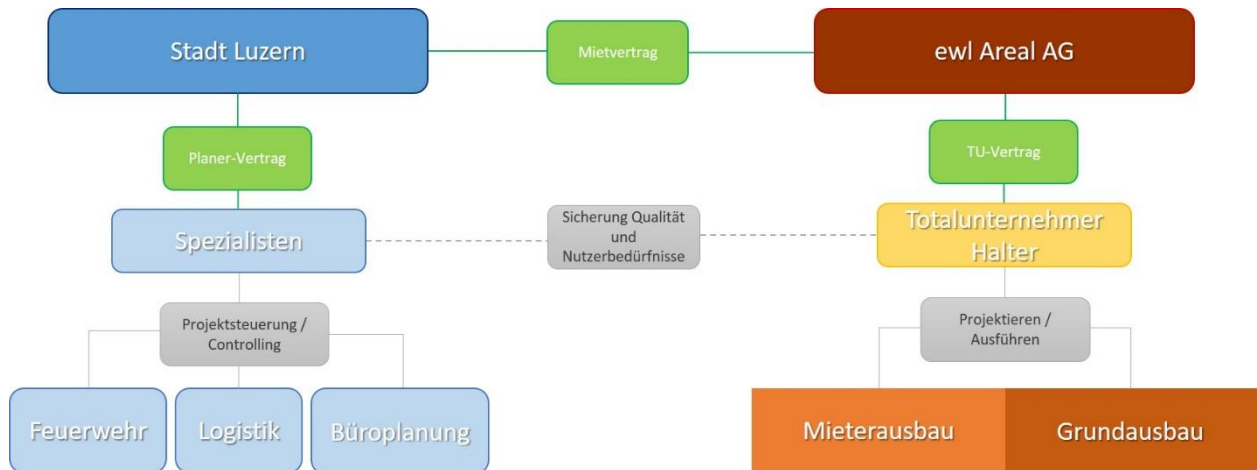 Stadt Luzern
Mietvertrag
ewl Areal AG
Planer-Vertrag
TU-Vertrag
Spezialisten
Sicherung Qualität
und
Nutzerbedürfnisse
Totalunternehmer
Halter
Projektsteuerung /
Controlling
Projektieren /
Ausführen
Feuerwehr
Logistik
Büroplanung
Mieterausbau
Grundausbau